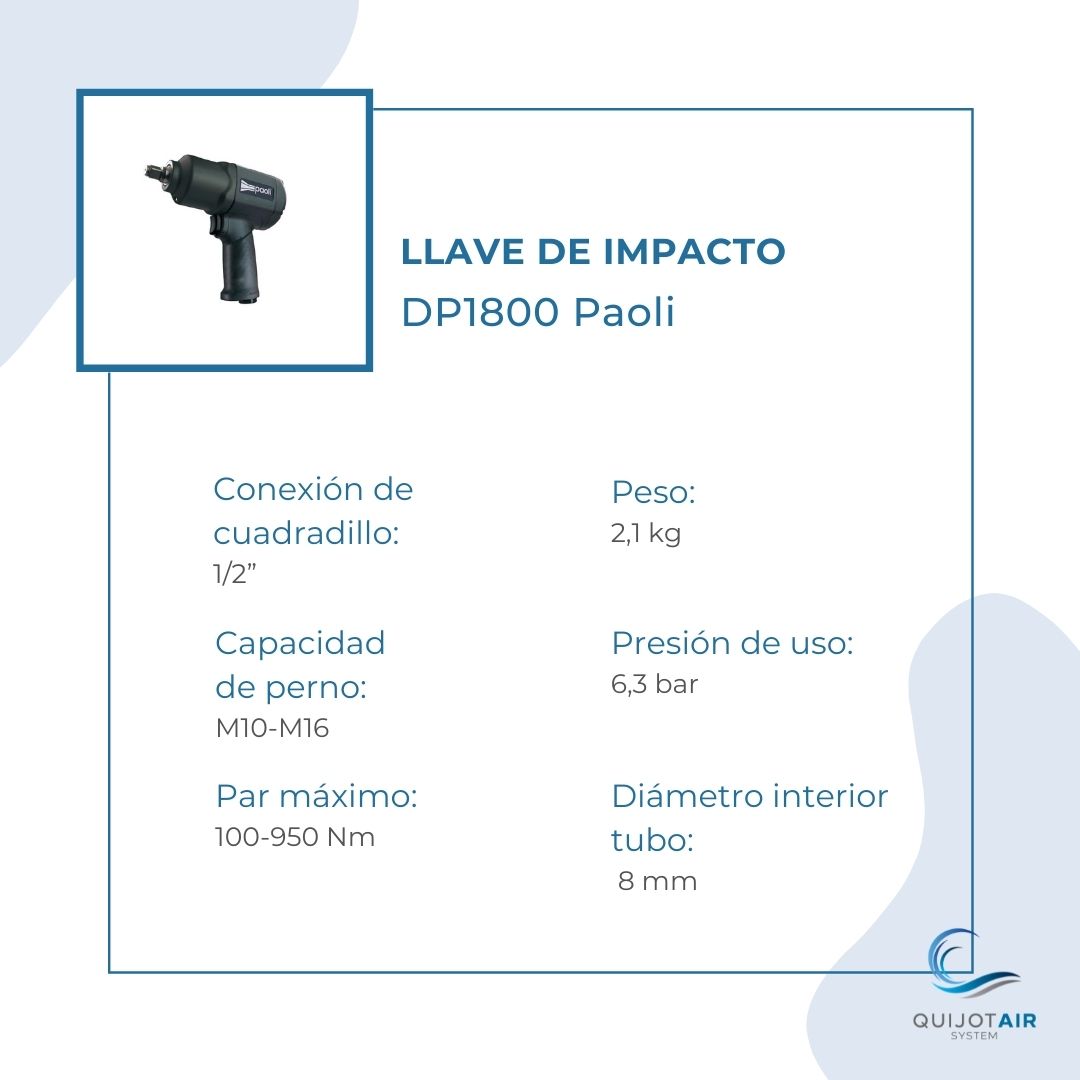 paoli
LLAVE DE IMPACTO
DP1800 Paoli
Conexión de
cuadradillo:
1/2”
Capacidad
de perno:
M10-M16
Par máximo:
100-950 Nm
Peso:
2,1 kg
Presión de uso:
6,3 bar
Diámetro interior
tubo:
8 mm
QUIJOTAIR
SYSTEM